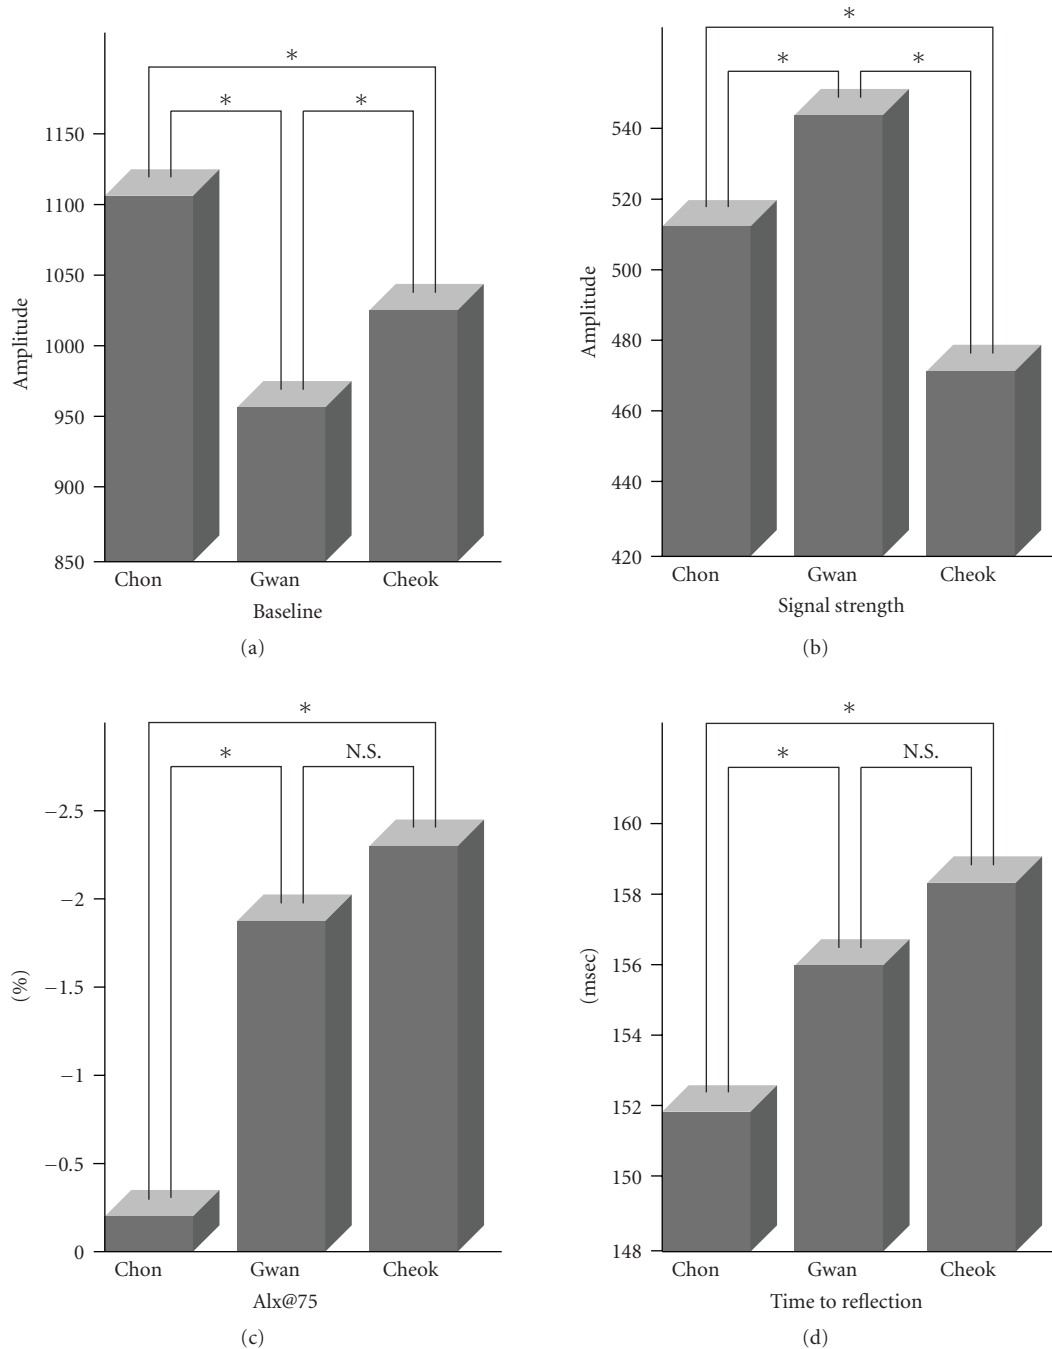 *
*
*
1150
1100
1050
1000
950
900
850
Amplitude
Chon Gwan Cheok
Baseline
(a)
*
*
*
540
520
500
480
460
440
420
Amplitude
Chon Gwan Cheok
Signal strength
(b)
*
*
N.S.
−2.5
−2
−1.5
−1
−0.5
0
(%)
Chon Gwan Cheok
Alx@75
(c)
*
*
N.S.
160
158
156
154
152
150
148
(msec)
Chon Gwan Cheok
Time to reflection
(d)